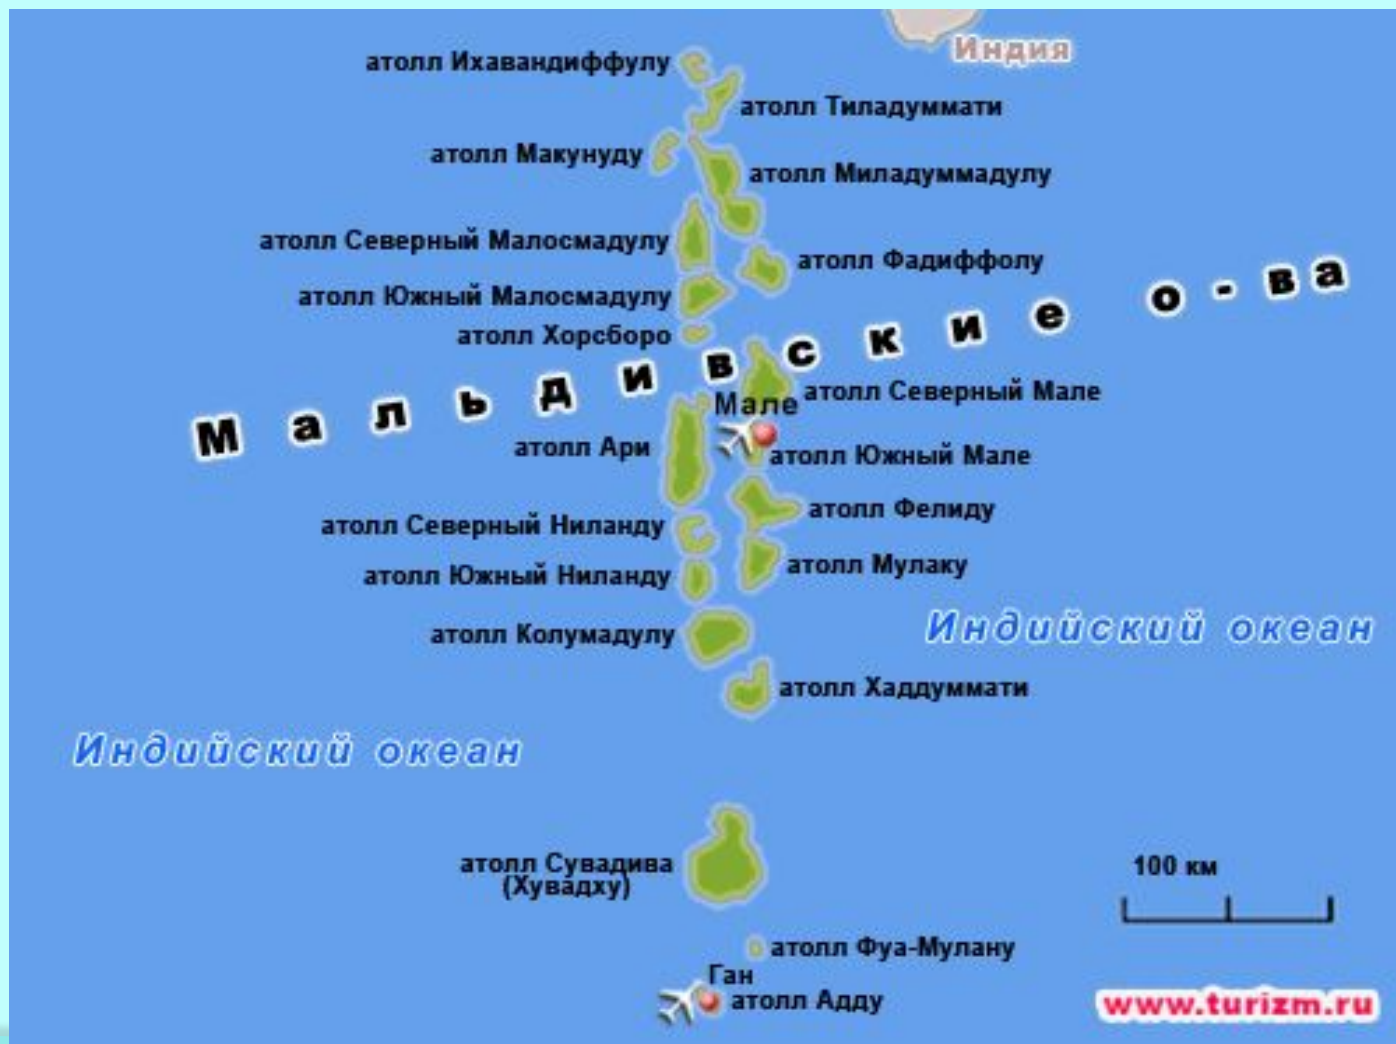 Индия
атолл Ихавандиффулу
атолл Тиладуммати
атолл Макунуду
атолл Миладуммадулу
атолл Северный Малосмадулу
атолл Фадиффолу
атолл Южный Малосмадулу
атолл Хорсборо
Мальдивские о-ва
атолл Северный Мале
Мале
атолл Ари
атолл Южный Мале
атолл Фелиду
атолл Северный Ниланду
атолл Мулаку
атолл Южный Ниланду
Индийский океан
атолл Колумадулу
атолл Хаддуммати
Индийский океан
атолл Сувадива
(Хувадху)
100 км
атолл Фуа-Мулану
Ган
атолл Адду
www.turizm.ru